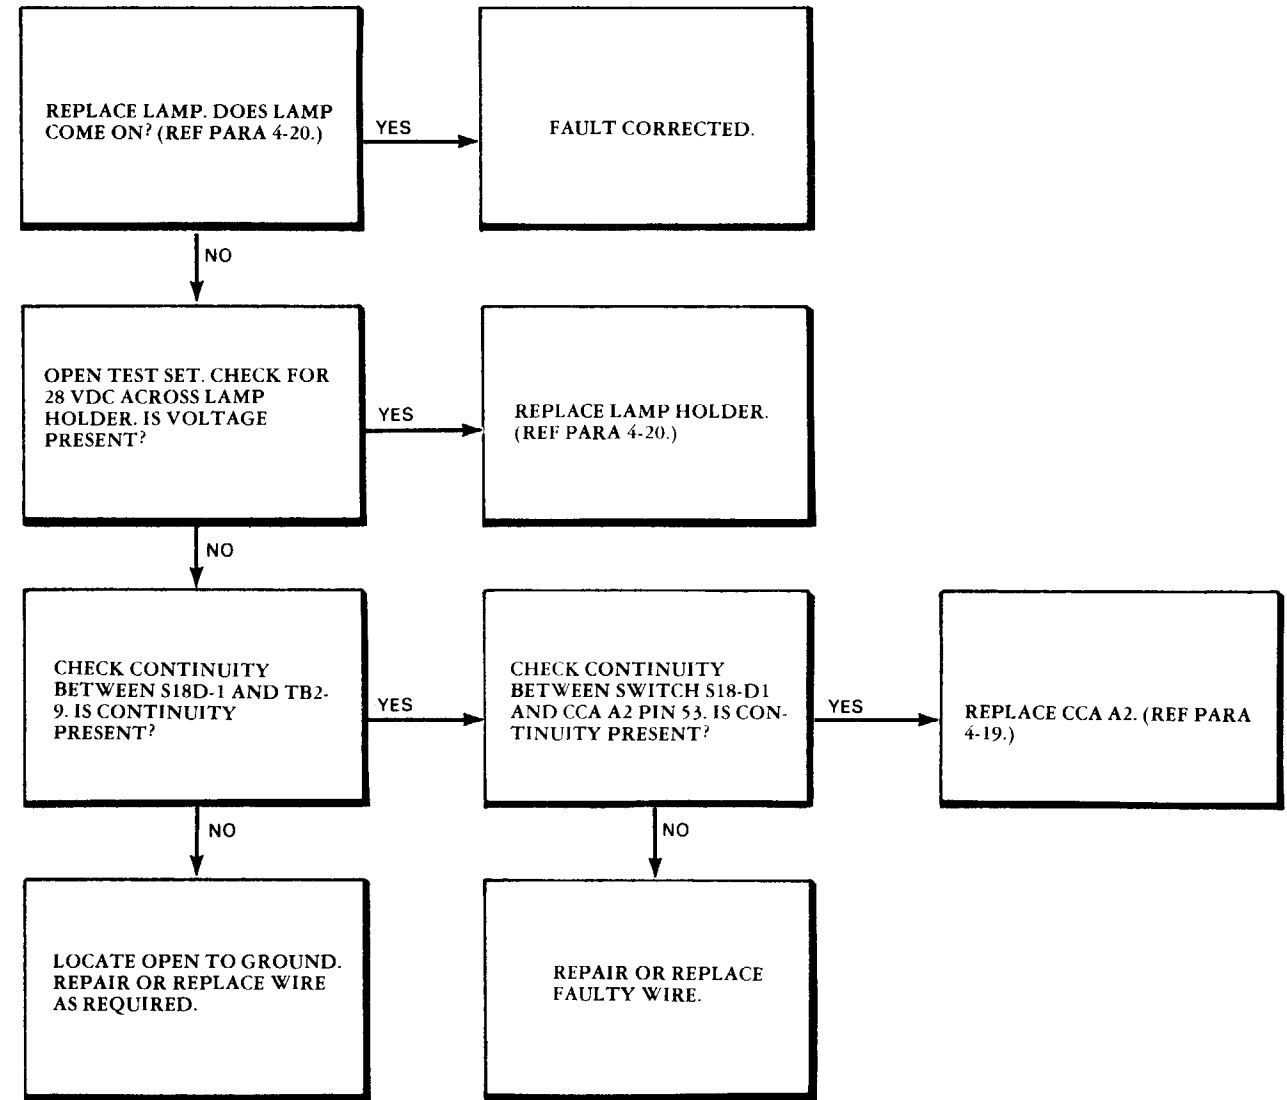 REPLACE LAMP. DOES LAMP
COME ON? (REF PARA 4-20.)
YES
FAULT CORRECTED.
NO
OPEN TEST SET. CHECK FOR
28 VDC ACROSS LAMP
HOLDER. IS VOLTAGE
PRESENT?
YES
REPLACE LAMP HOLDER.
(REF PARA 4-20.)
NO
CHECK CONTINUITY
BETWEEN S18D-1 AND TB2-
9. IS CONTINUITY
PRESENT?
YES
CHECK CONTINUITY
BETWEEN SWITCH S18-D1
AND CCA A2 PIN 53. IS CON-
TINUITY PRESENT?
YES
REPLACE CCA A2. (REF PARA
4-19.)
NO
NO
LOCATE OPEN TO GROUND.
REPAIR OR REPLACE WIRE
AS REQUIRED.
REPAIR OR REPLACE
FAULTY WIRE.